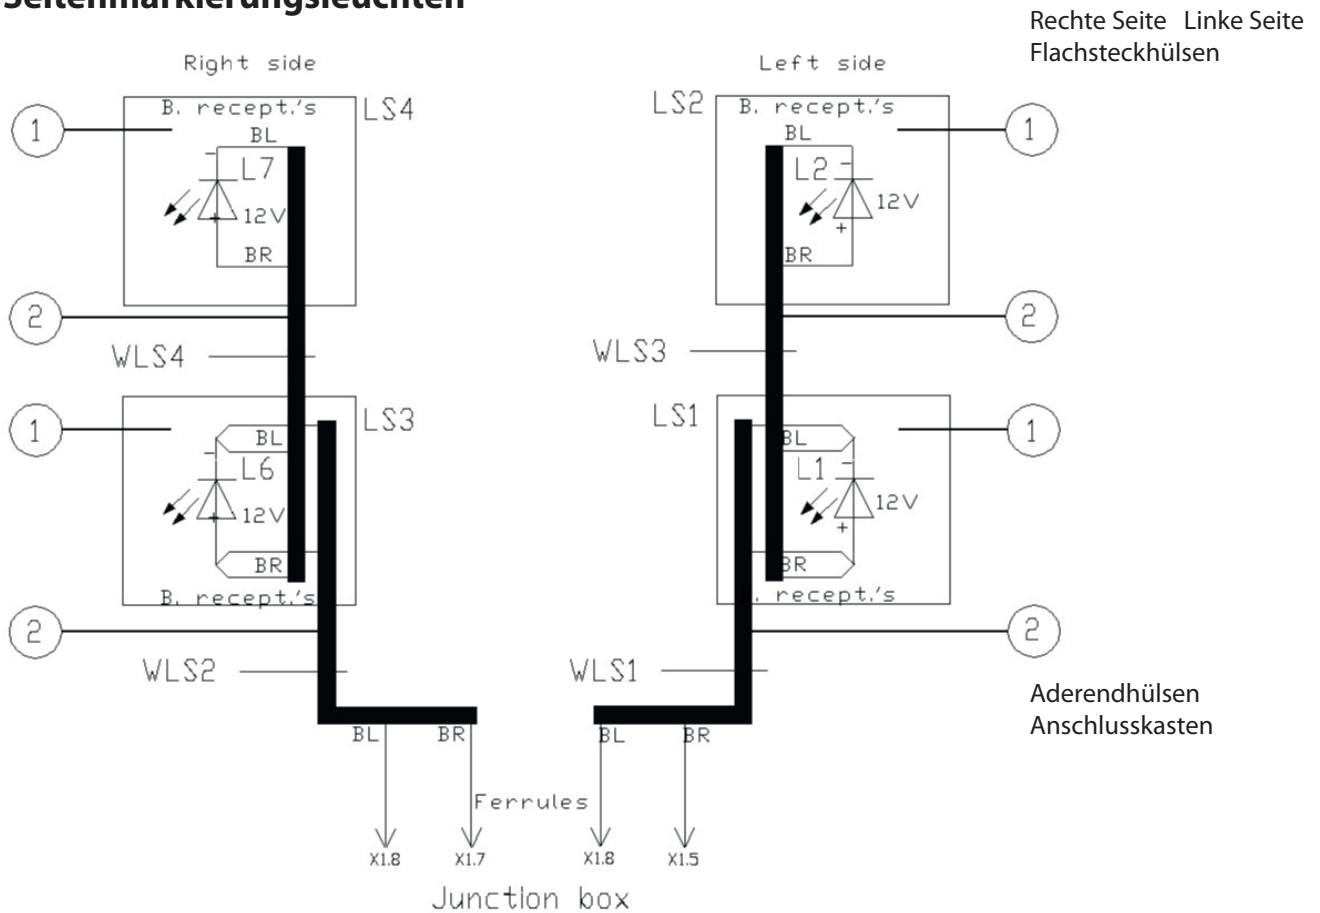 Seitenmarkierungsleuchten
Rechte Seite Linke Seite
Flachsteckhülsen
Right side
Left side
B. recept.'s
LS4
1
BL
-
L7
12V
+
BR
2
WLS4
1
LS3
BL
-
L6
12V
+
BR
B. recept.'s
2
WLS2
BL
BR
X1.8
X1.7
LS2
B. recept.'s
1
BL
L2
-
12V
+
BR
2
WLS3
LS1
1
BL
L1
-
12V
+
BR
. recept.'s
2
WLS1
BL
BR
Ferrules
X1.8
X1.5
Junction box
Aderendhülsen
Anschlusskasten